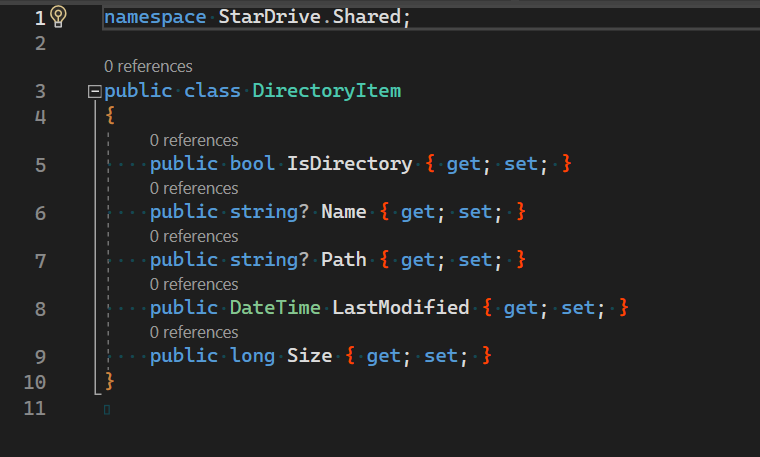 1 namespace StarDrive.Shared;
2
0 references
3 public class DirectoryItem
4 {
0 references
5 public bool IsDirectory { get; set; }
0 references
6 public string? Name { get; set; }
0 references
7 public string? Path { get; set; }
0 references
8 public DateTime LastModified { get; set; }
0 references
9 public long Size { get; set; }
10 }
11